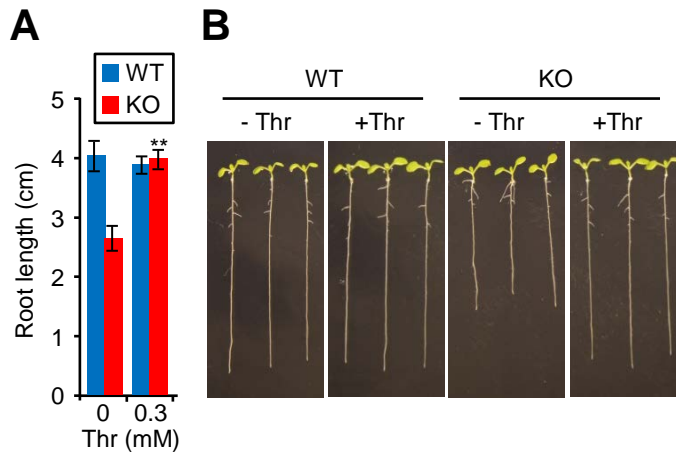 A
WT
KO
Root length (cm)
5
4
3
2
1
0
**
0 0.3
Thr (mM)
B
WT KO
- Thr +Thr - Thr +Thr